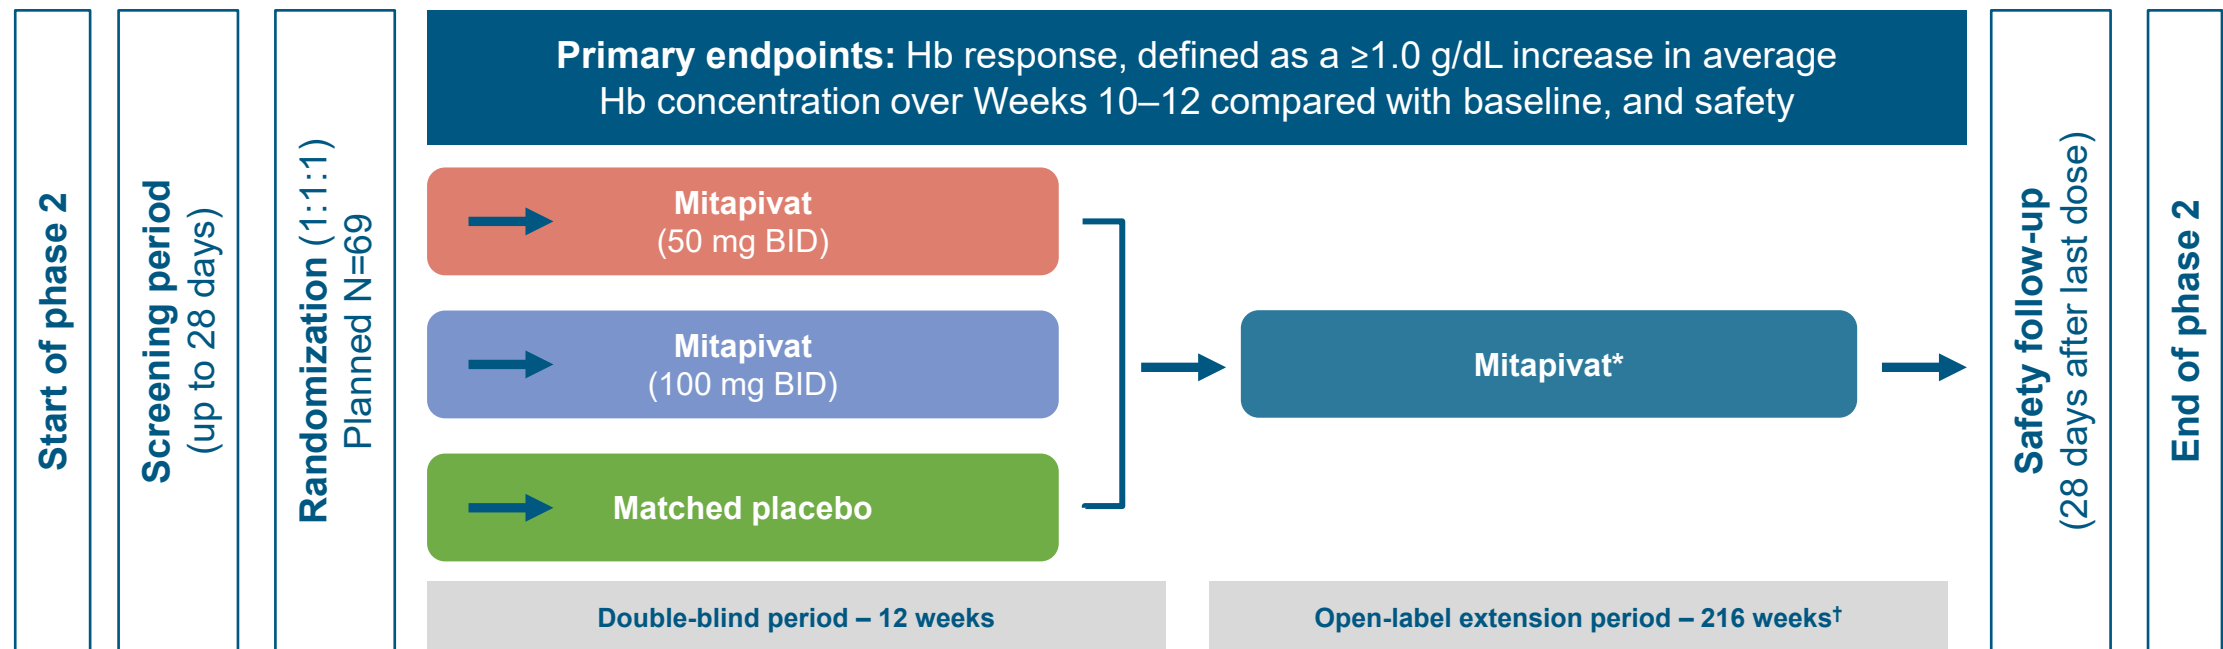 Start of phase 2
Screening period
(up to 28 days)
Randomization (1:1:1)
Planned N=69
Primary endpoints: Hb response, defined as a ≥1.0 g/dL increase in average
Hb concentration over Weeks 10–12 compared with baseline, and safety
Mitapivat
(50 mg BID)
Mitapivat
(100 mg BID)
Matched placebo
Mitapivat*
Double-blind period – 12 weeks
Open-label extension period – 216 weeks†
Safety follow-up
(28 days after last dose)
End of phase 2